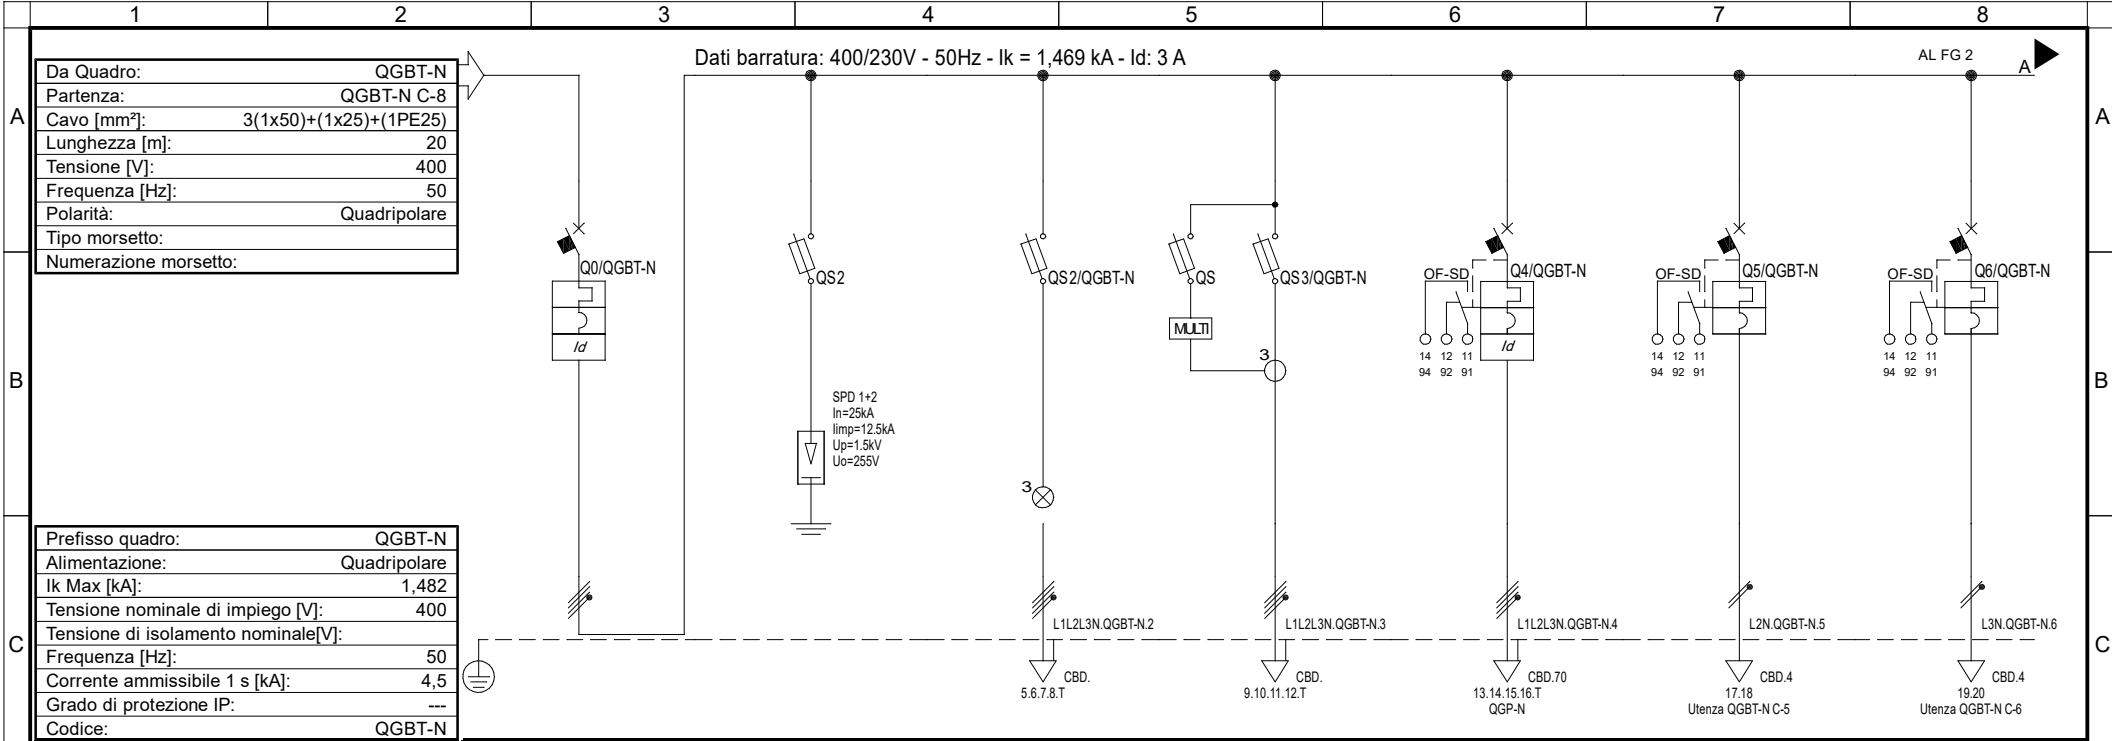 1 2 3 4 5 6 7 8
Dati barratura: 400/230V - 50Hz - Ik = 1,469 kA - Id: 3 A
AL FG 2
A
A
A
B
B
C
C
Da Quadro: QGBT-N
Partenza: QGBT-N C-8
Cavo [mm²]: 3(1x50)+(1x25)+(1PE25)
Lunghezza [m]: 20
Tensione [V]: 400
Frequenza [Hz]: 50
Polarità: Quadripolare
Tipo morsetto:
Numerazione morsetto:
Q0/QGBT-N
Id
QS2
SPD 1+2
In=25kA
Iimp=12.5kA
Up=1.5kV
Uo=255V
QS2/QGBT-N
3
QS
MULTI
QS3/QGBT-N
3
OF-SD
Q4/QGBT-N
Id
14 12 11
94 92 91
OF-SD
Q5/QGBT-N
14 12 11
94 92 91
OF-SD
Q6/QGBT-N
14 12 11
94 92 91
Prefisso quadro: QGBT-N
Alimentazione: Quadripolare
Ik Max [kA]: 1,482
Tensione nominale di impiego [V]: 400
Tensione di isolamento nominale[V]:
Frequenza [Hz]: 50
Corrente ammissibile 1 s [kA]: 4,5
Grado di protezione IP: ---
Codice: QGBT-N
L1L2L3N.QGBT-N.2
CBD.
5.6.7.8.T
L1L2L3N.QGBT-N.3
CBD.
9.10.11.12.T
L1L2L3N.QGBT-N.4
CBD.70
13.14.15.16.T
QGP-N
L2N.QGBT-N.5
CBD.4
17.18
Utenza QGBT-N C-5
L3N.QGBT-N.6
CBD.4
19.20
Utenza QGBT-N C-6